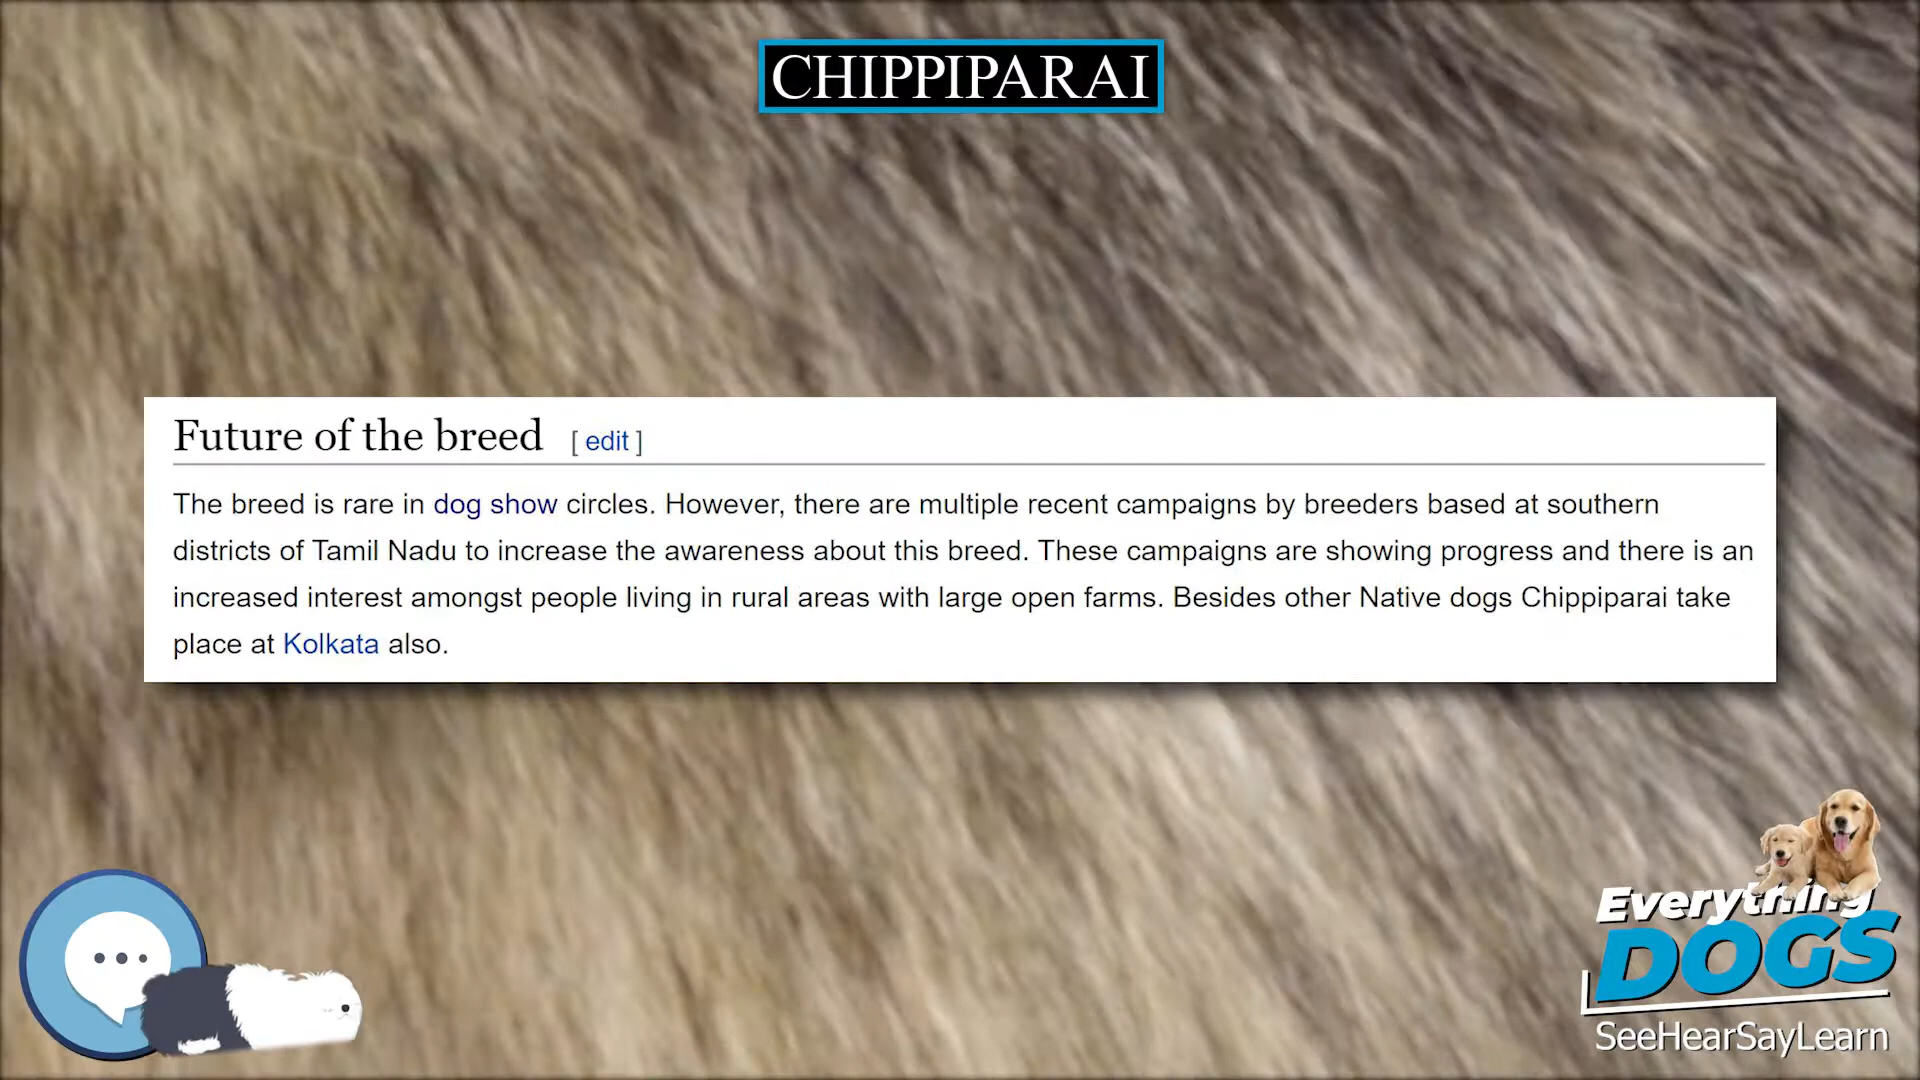 CHIPPIPARAI
Future of the breed [ edit ]
The breed is rare in dog show circles. However, there are multiple recent campaigns by breeders based at southern
districts of Tamil Nadu to increase the awareness about this breed. These campaigns are showing progress and there is an
increased interest amongst people living in rural areas with large open farms. Besides other Native dogs Chippiparai take
place at Kolkata also.
Everything
DOGS
SeeHearSayLearn